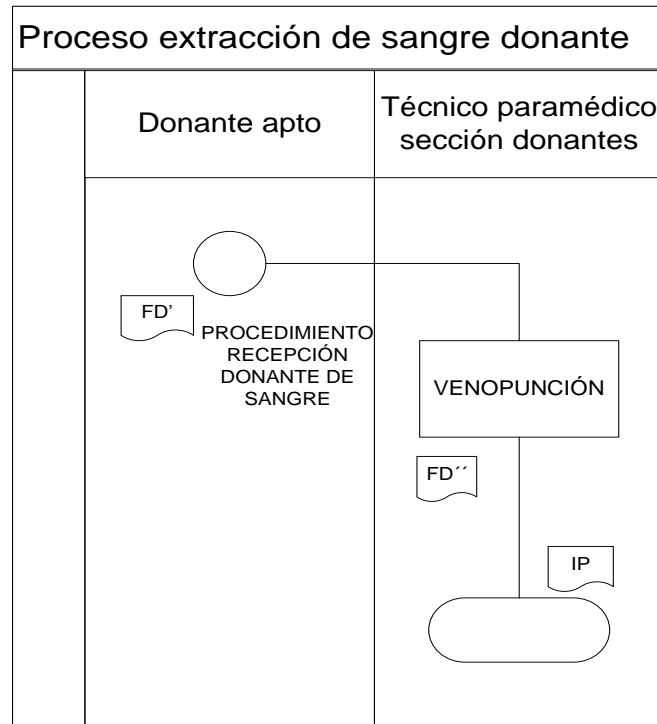 Proceso extracción de sangre donante
Donante apto
Técnico paramédico
sección donantes
FD'
PROCEDIMIENTO
RECEPCIÓN
DONANTE DE
SANGRE
VENOPUNCIÓN
FD´´
IP